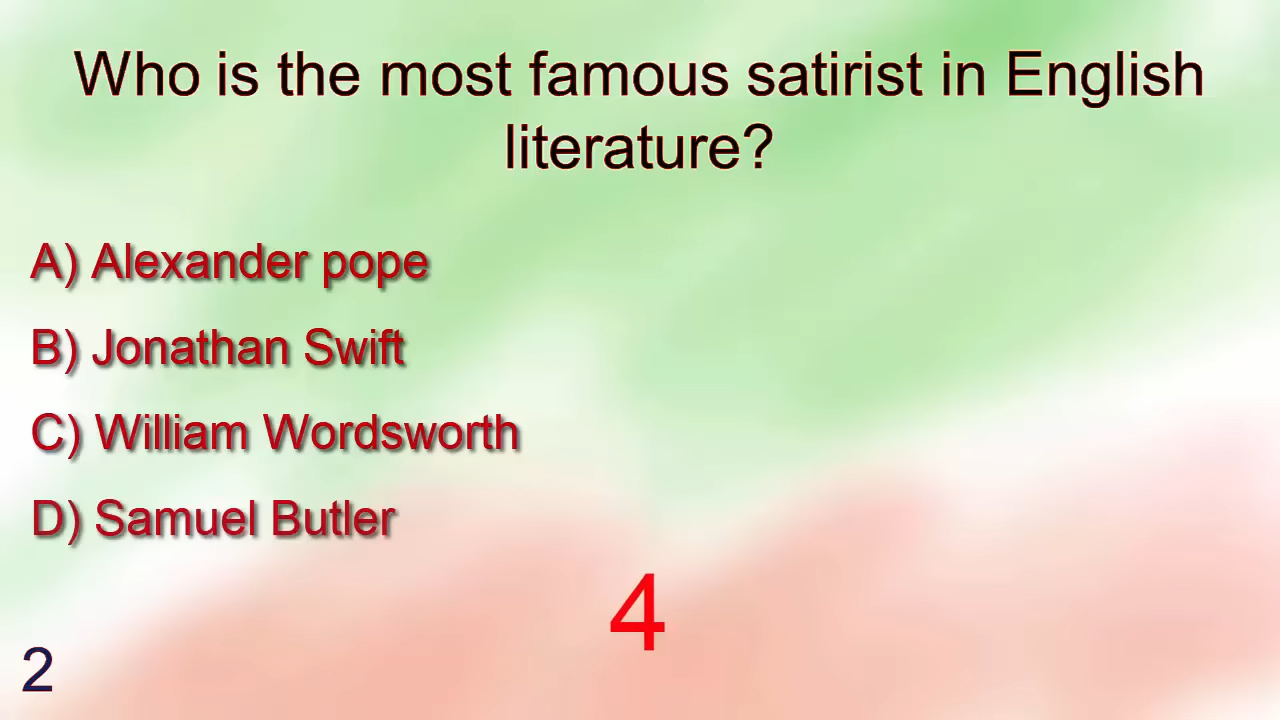 Who is the most famous satirist in English
literature?
A) Alexander pope
B) Jonathan Swift
C) William Wordsworth
D) Samuel Butler
4
2